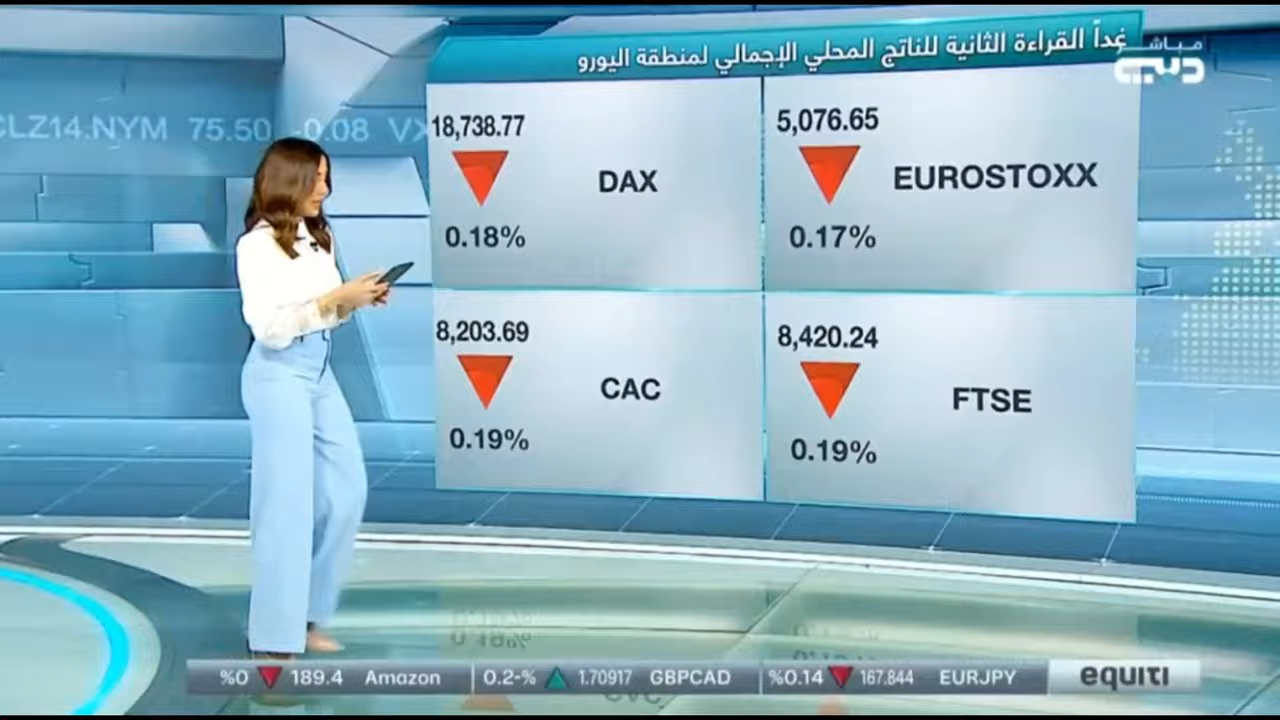 غداً القراءة الثانية للناتج المحلي الإجمالي لمنطقة اليورو
مباشر
دبي
CLZ14.NYM 75.50 -0.08
18,738.77
DAX
0.18%
5,076.65
EUROSTOXX
0.17%
8,203.69
CAC
0.19%
8,420.24
FTSE
0.19%
%0 189.4 Amazon
0.2-% 1.70917 GBPCAD
%0.14 167.844 EURJPY
equiti